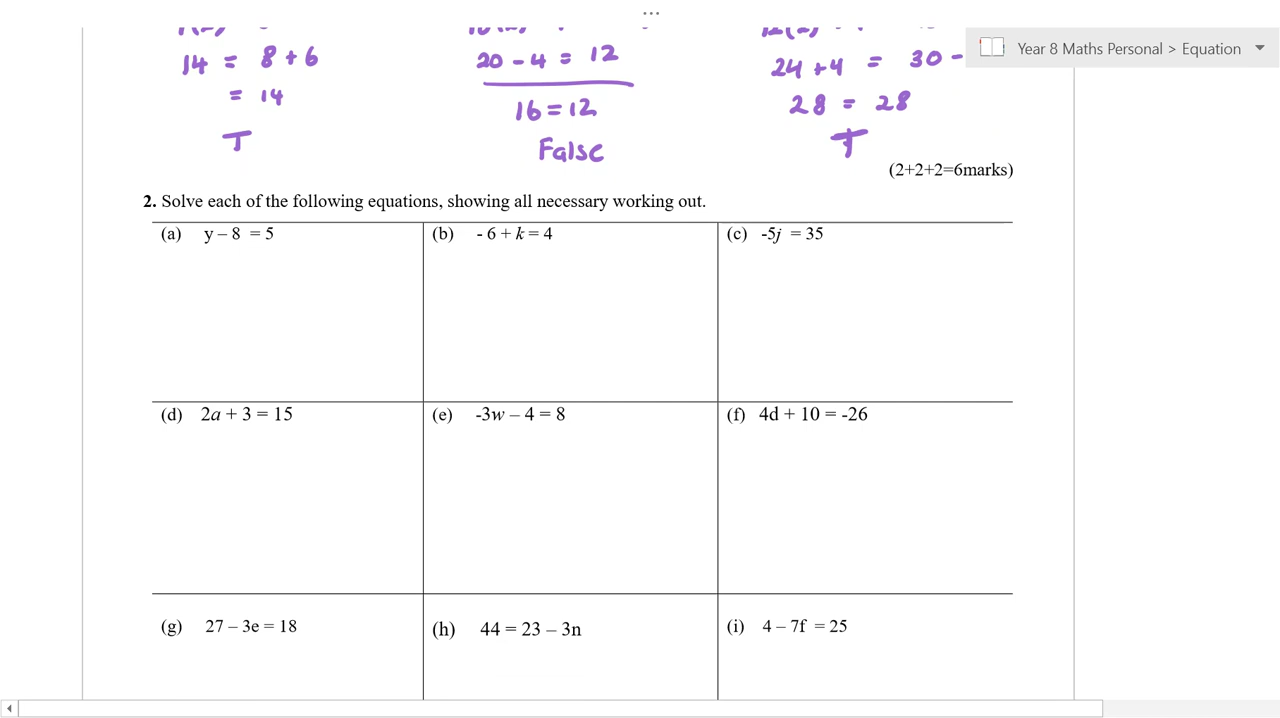 Year 8 Maths Personal > Equation
14 = 8 + 6
= 14
T
20 - 4 = 12
16 = 12
False
24 + 4 = 30 -
28 = 28
T
(2+2+2=6marks)
2. Solve each of the following equations, showing all necessary working out.
(a) y – 8 = 5
(b) - 6 + k = 4
(c) -5j = 35
(d) 2a + 3 = 15
(e) -3w – 4 = 8
(f) 4d + 10 = -26
(g) 27 – 3e = 18
(h) 44 = 23 – 3n
(i) 4 – 7f = 25